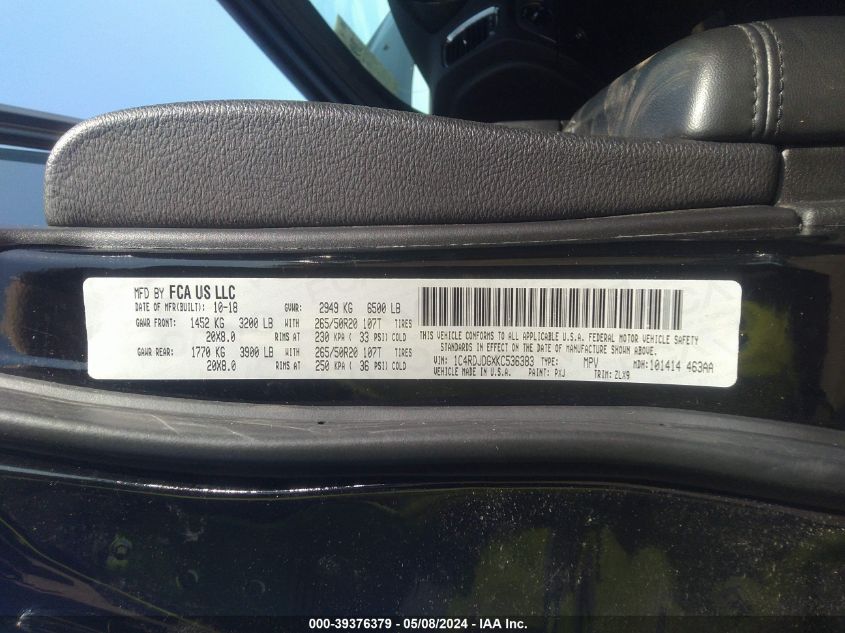 MFD BY FCA US LLC
DATE OF MFR(BUILT): 10-18 GVWR: 2949 KG 6500 LB
GAWR FRONT: 1452 KG 3200 LB WITH 265/50R20 107T TIRES
20X8.0 RIMS AT 230 KPA ( 33 PSI) COLD
GAWR REAR: 1770 KG 3900 LB WITH 265/50R20 107T TIRES
20X8.0 RIMS AT 250 KPA ( 36 PSI) COLD
THIS VEHICLE CONFORMS TO ALL APPLICABLE U.S.A. FEDERAL MOTOR VEHICLE SAFETY
STANDARDS IN EFFECT ON THE DATE OF MANUFACTURE SHOWN ABOVE.
VIN: 1C4RDJDGXKC536383 TYPE: MPV MDH: 101414 463AA
VEHICLE MADE IN U.S.A. PAINT: PXJ TRIM: ZLX9
000-39376379 - 05/08/2024 - IAA Inc.